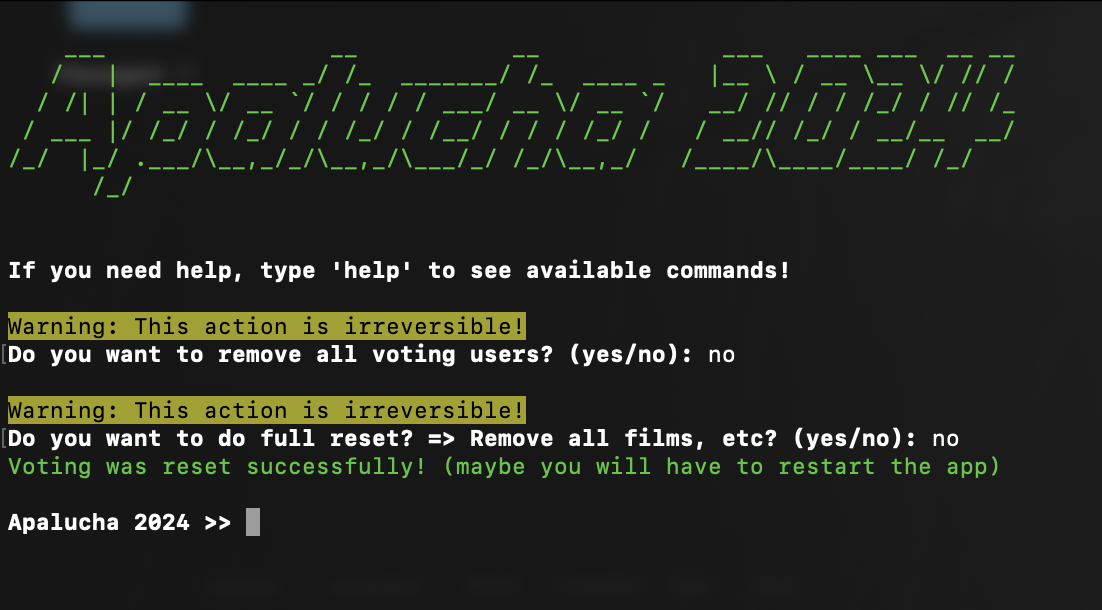 Apalucha 2024
If you need help, type 'help' to see available commands!
Warning: This action is irreversible!
Do you want to remove all voting users? (yes/no): no
Warning: This action is irreversible!
Do you want to do full reset? => Remove all films, etc? (yes/no): no
Voting was reset successfully! (maybe you will have to restart the app)
Apalucha 2024 >>